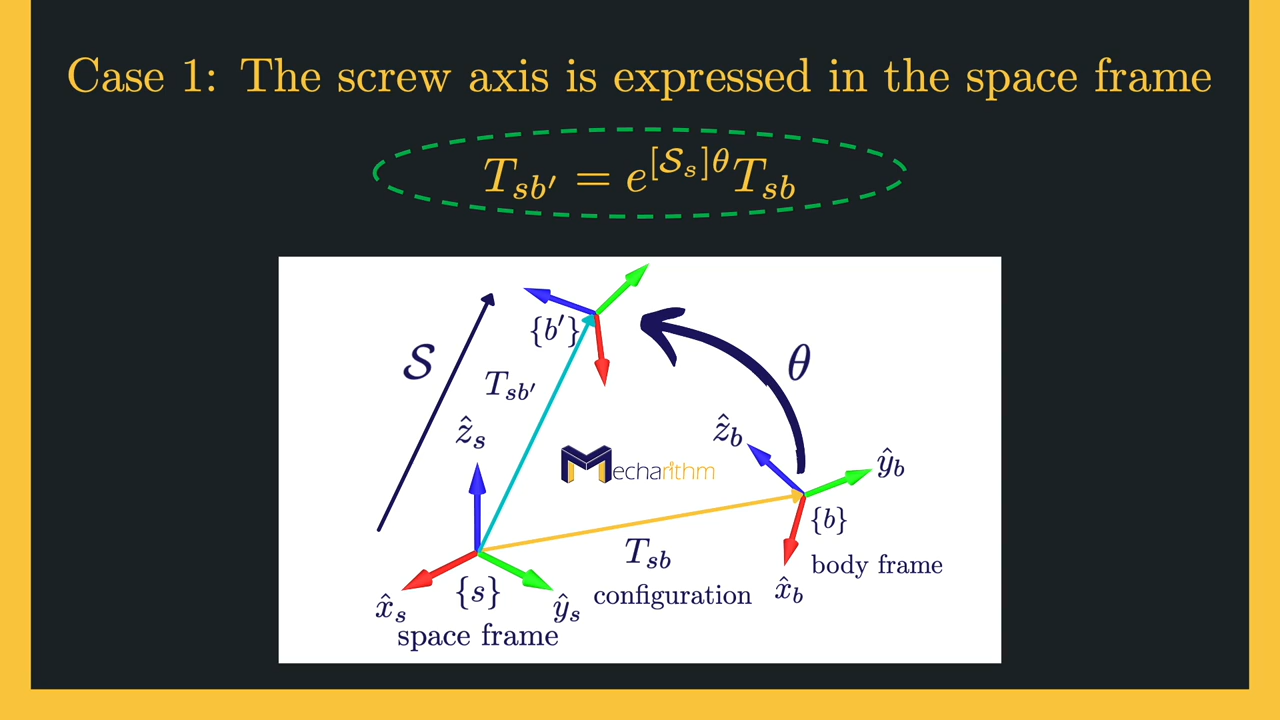 Case 1: The screw axis is expressed in the space frame
T_{sb'} = e^{[𝒮_s]θ} T_{sb}
{b'}
𝒮
θ
T_{sb'}
ẑ_s
ẑ_b
ŷ_b
Mecharithm
{b}
T_{sb}
body frame
x̂_s
{s}
ŷ_s
configuration
x̂_b
space frame